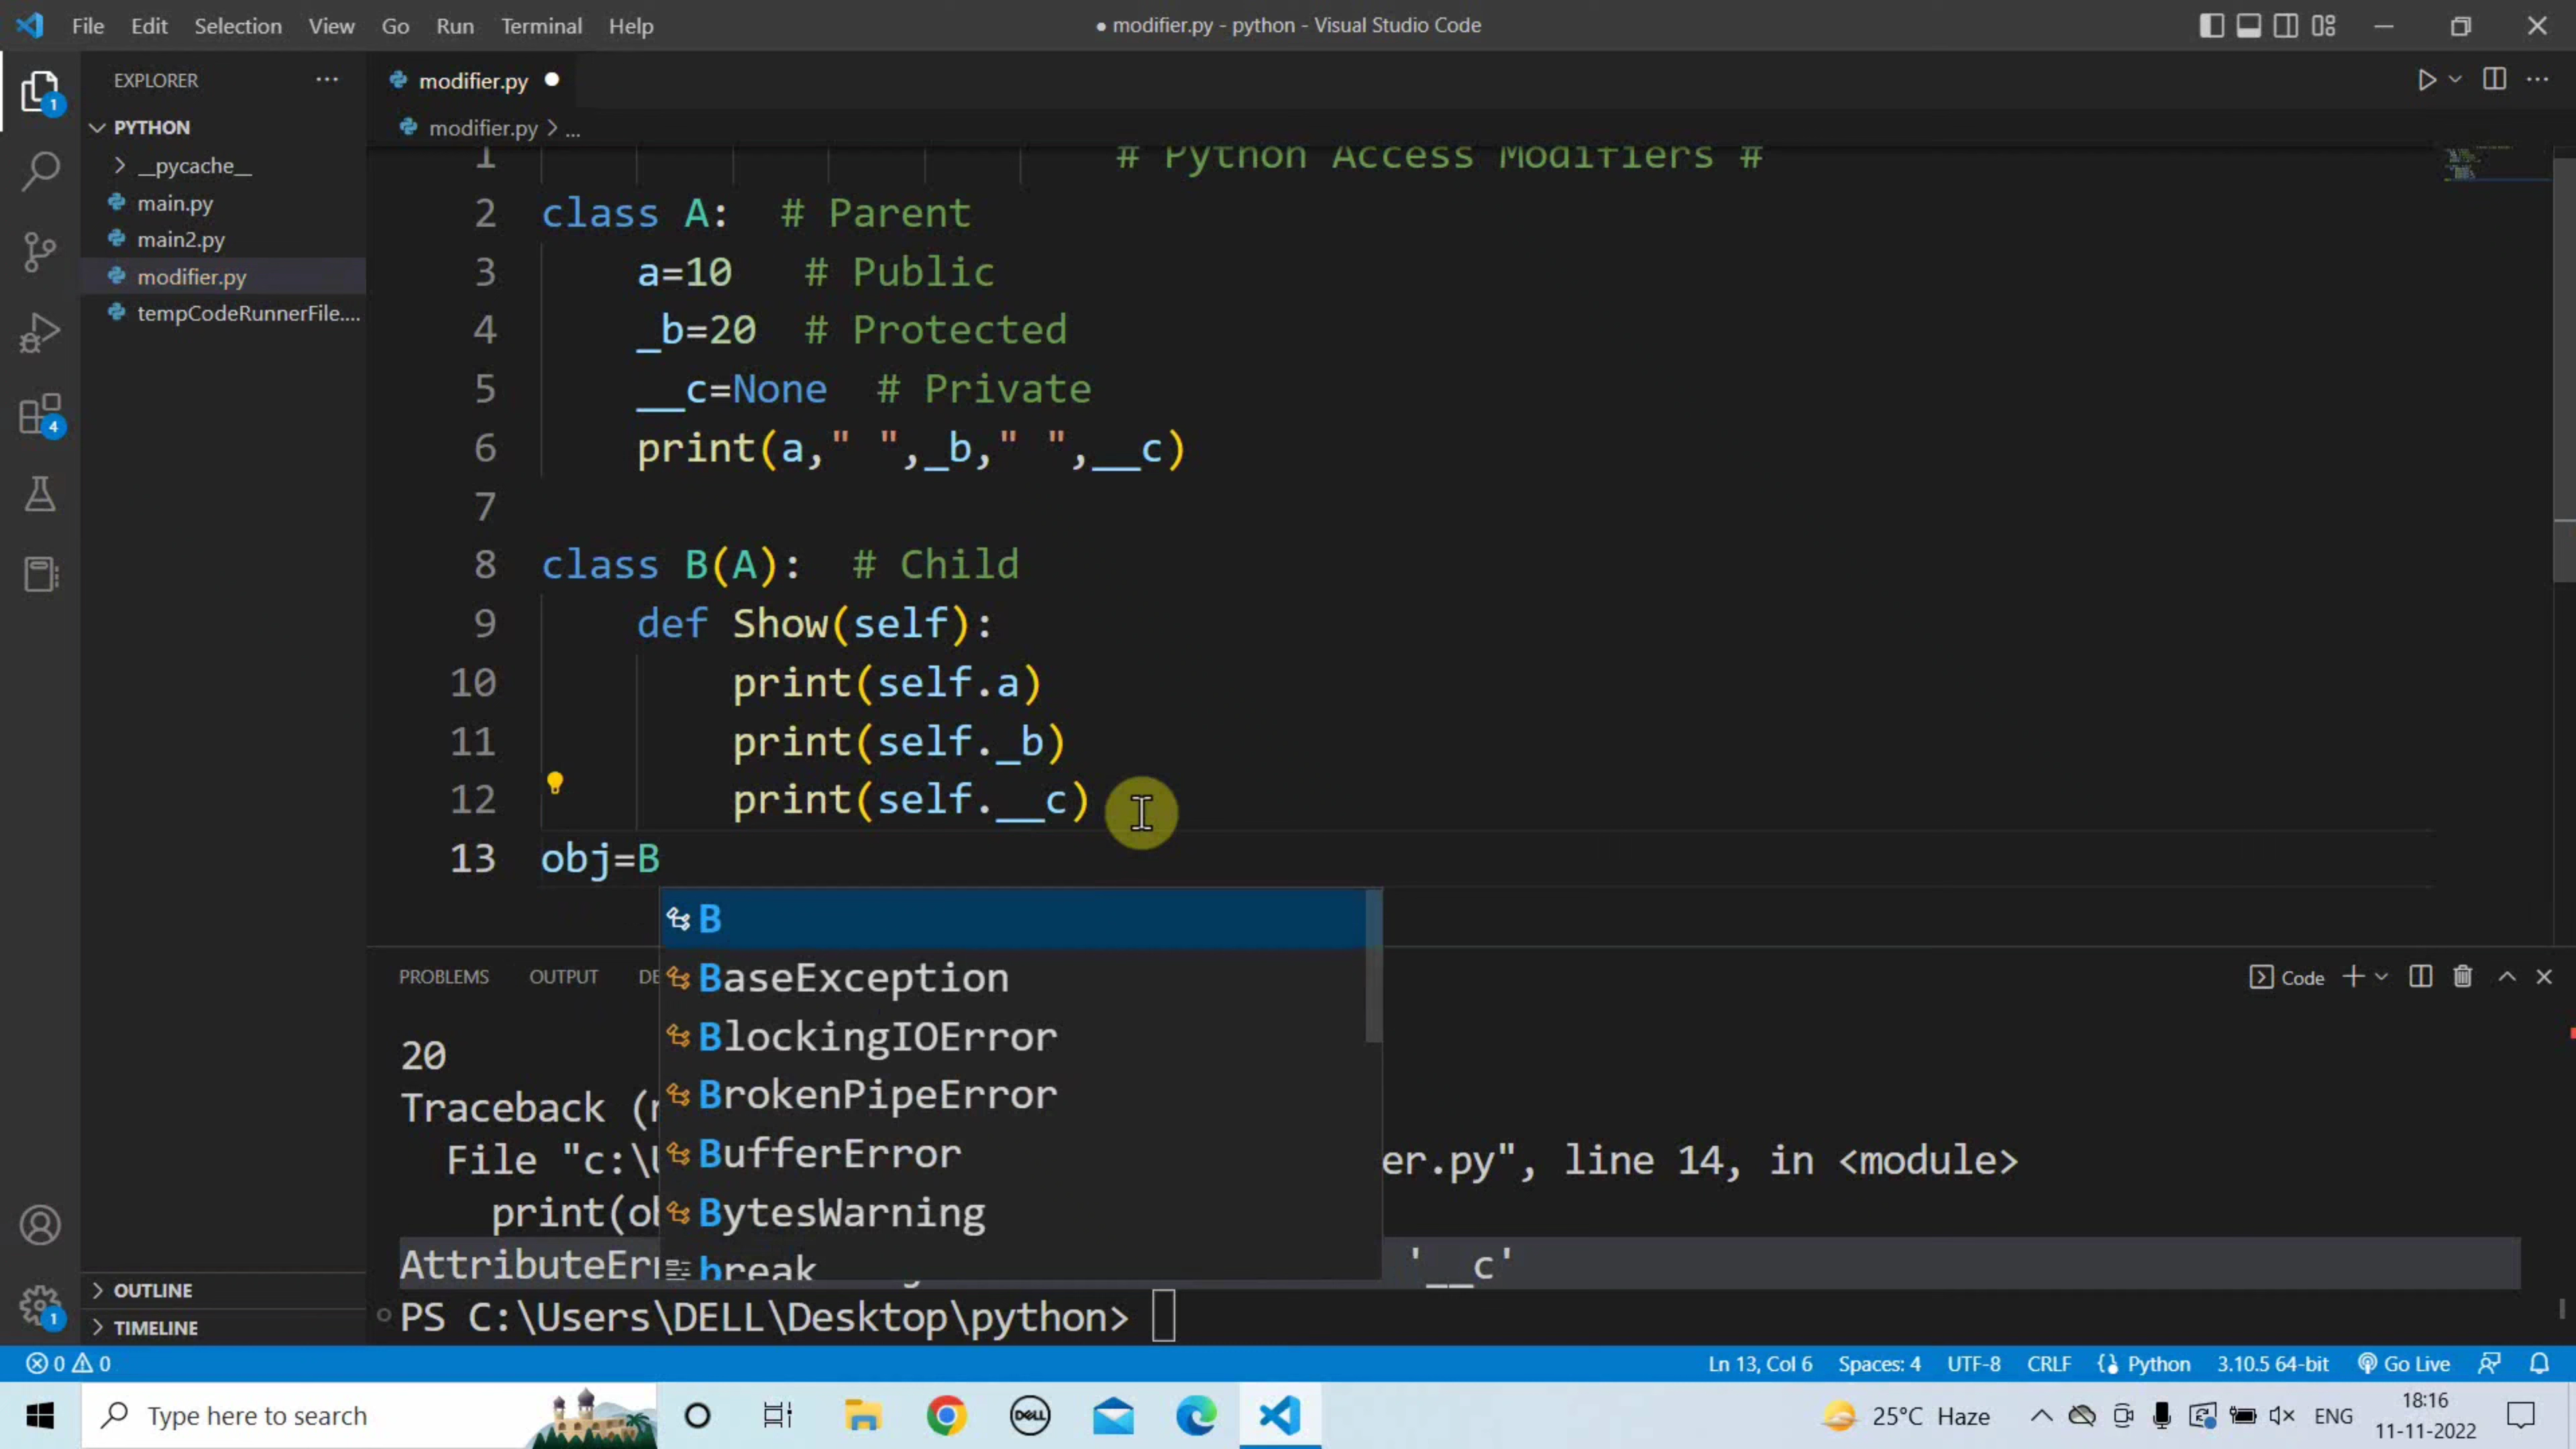 File Edit Selection View Go Run Terminal Help
● modifier.py - python - Visual Studio Code
EXPLORER
PYTHON
__pycache__
main.py
main2.py
modifier.py
tempCodeRunnerFile....
OUTLINE
TIMELINE
modifier.py
modifier.py > ...
1 # Python Access Modifiers #
2 class A: # Parent
3 a=10 # Public
4 _b=20 # Protected
5 __c=None # Private
6 print(a," ",_b," ",__c)
7
8 class B(A): # Child
9 def Show(self):
10 print(self.a)
11 print(self._b)
12 print(self.__c)
13 obj=B
B
BaseException
BlockingIOError
BrokenPipeError
BufferError
BytesWarning
break
PROBLEMS OUTPUT DE
Code
20
Traceback (
File "c:\ er.py", line 14, in <module>
print(
AttributeEr '__c'
PS C:\Users\DELL\Desktop\python>
1
4
1
0 0
Ln 13, Col 6 Spaces: 4 UTF-8 CRLF Python 3.10.5 64-bit Go Live
Type here to search
DELL
25°C Haze
ENG
18:16
11-11-2022